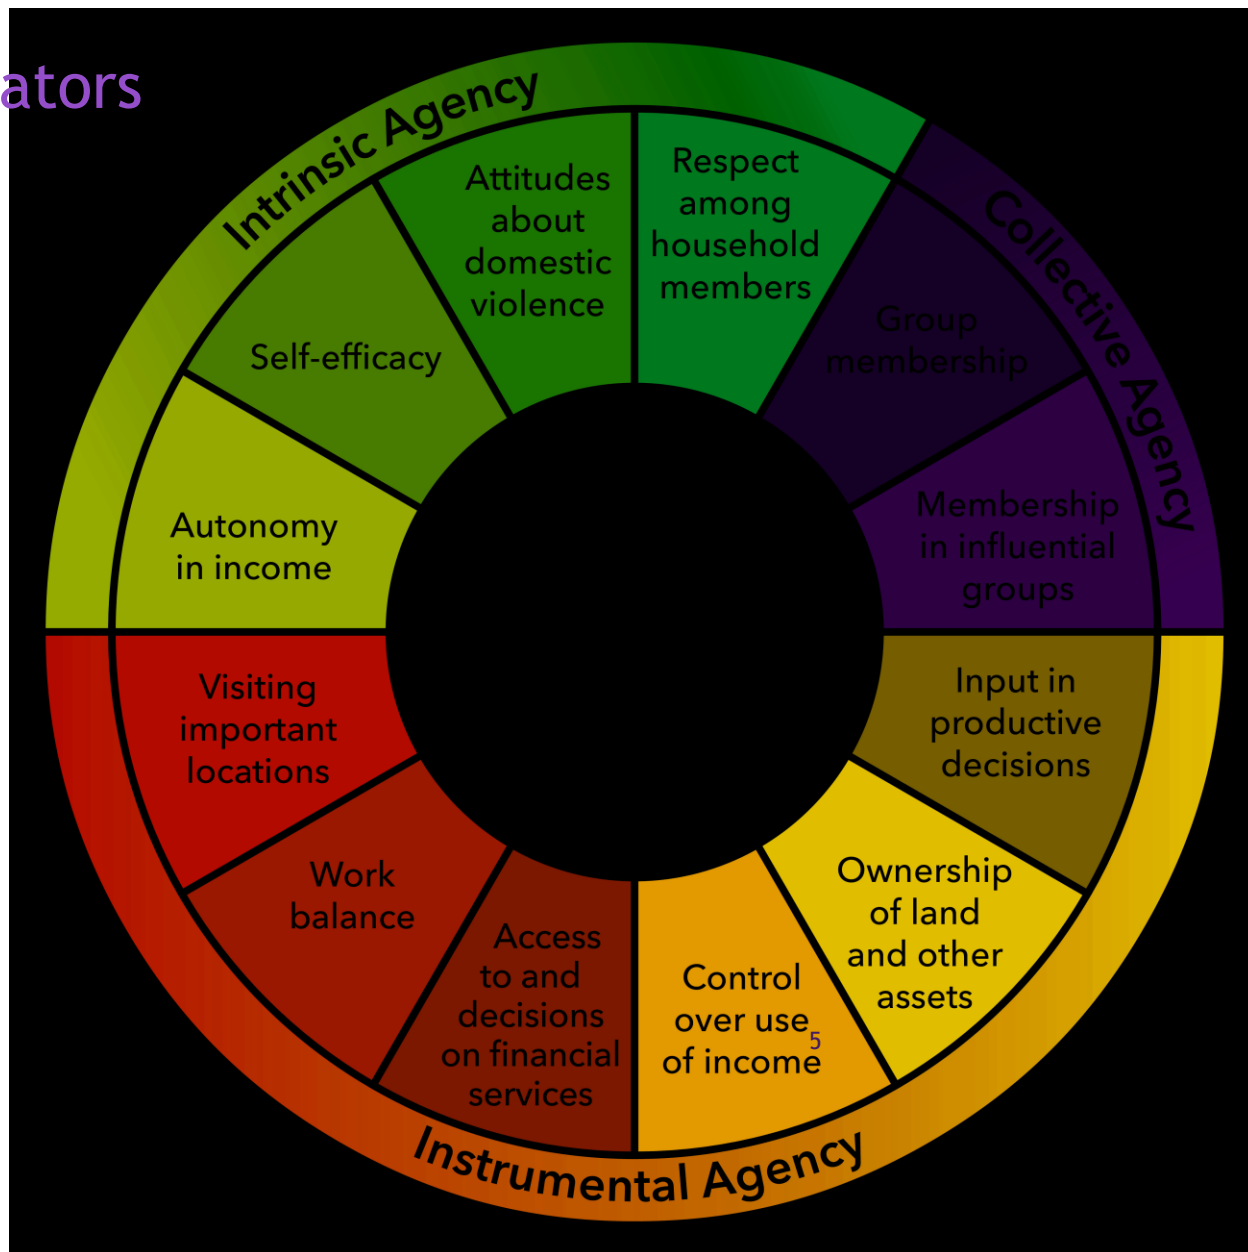 ators
Intrinsic Agency
Collective Agency
Attitudes
about
domestic
violence
Respect
among
household
members
Self-efficacy
Group
membership
Autonomy
in income
Membership
in influential
groups
Visiting
important
locations
Input in
productive
decisions
Work
balance
Ownership
of land
and other
assets
Access
to and
decisions
on financial
services
Control
over use
of income
5
Instrumental Agency